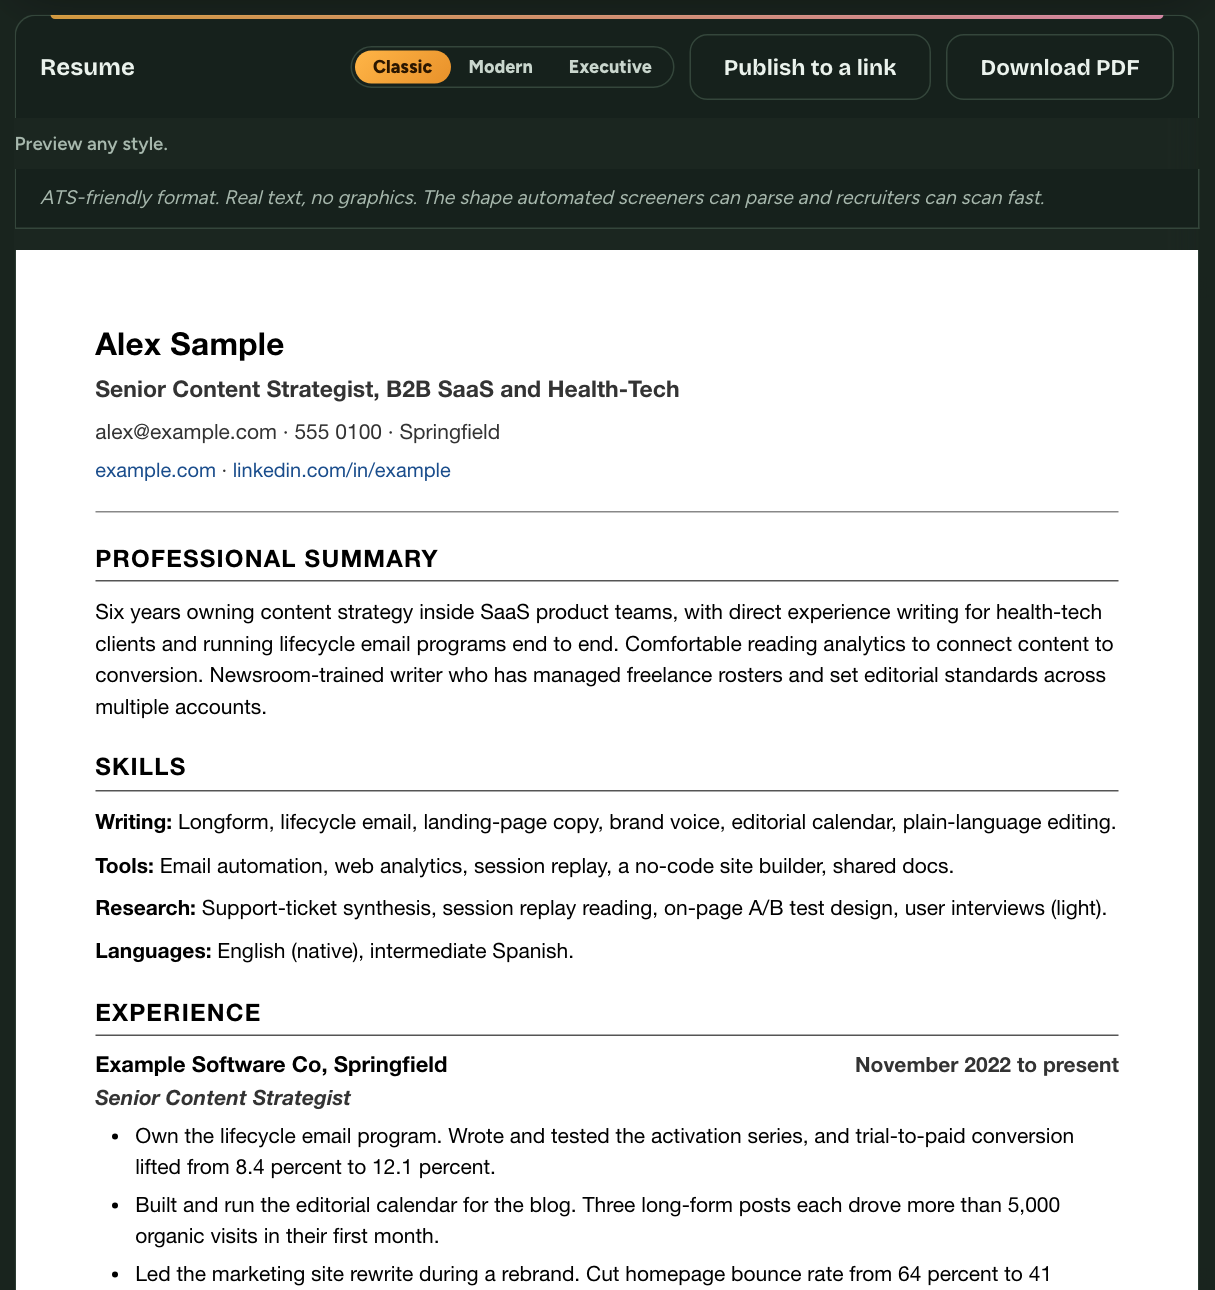 Resume
Classic
Modern
Executive
Publish to a link
Download PDF
Preview any style.
ATS-friendly format. Real text, no graphics. The shape automated screeners can parse and recruiters can scan fast.
Alex Sample
Senior Content Strategist, B2B SaaS and Health-Tech
alex@example.com · 555 0100 · Springfield
example.com · linkedin.com/in/example
PROFESSIONAL SUMMARY
Six years owning content strategy inside SaaS product teams, with direct experience writing for health-tech
clients and running lifecycle email programs end to end. Comfortable reading analytics to connect content to
conversion. Newsroom-trained writer who has managed freelance rosters and set editorial standards across
multiple accounts.
SKILLS
Writing: Longform, lifecycle email, landing-page copy, brand voice, editorial calendar, plain-language editing.
Tools: Email automation, web analytics, session replay, a no-code site builder, shared docs.
Research: Support-ticket synthesis, session replay reading, on-page A/B test design, user interviews (light).
Languages: English (native), intermediate Spanish.
EXPERIENCE
Example Software Co, Springfield November 2022 to present
Senior Content Strategist
• Own the lifecycle email program. Wrote and tested the activation series, and trial-to-paid conversion
lifted from 8.4 percent to 12.1 percent.
• Built and run the editorial calendar for the blog. Three long-form posts each drove more than 5,000
organic visits in their first month.
• Led the marketing site rewrite during a rebrand. Cut homepage bounce rate from 64 percent to 41